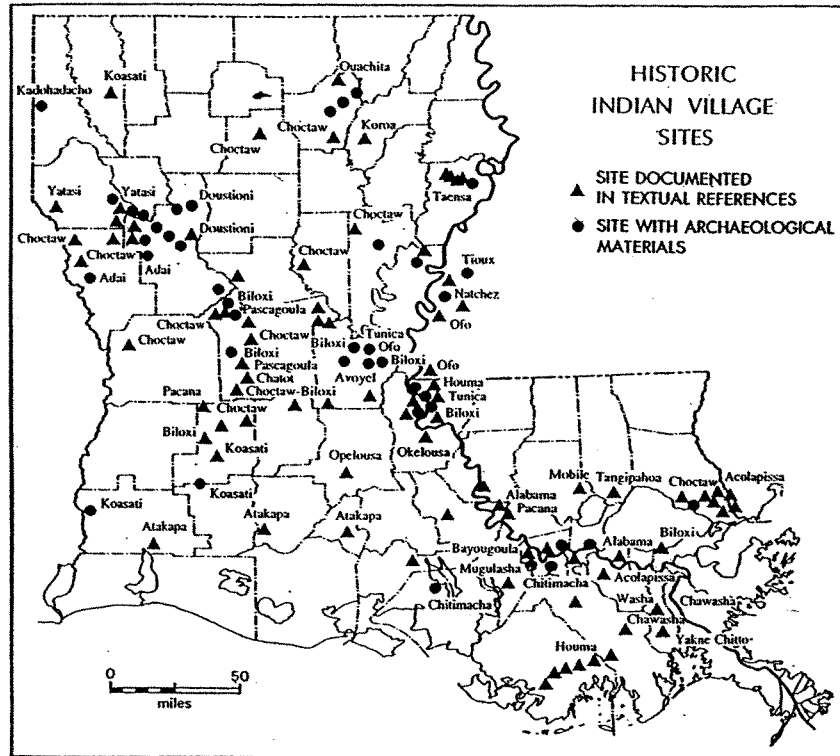 HISTORIC
INDIAN VILLAGE
SITES
SITE DOCUMENTED
IN TEXTUAL REFERENCES
SITE WITH ARCHAEOLOGICAL
MATERIALS
Ouachita
Koasati
Kadohadacho
Choctaw
Choctaw
Koroa
Taensa
Yatasi
Yatasi
Doustioni
Doustioni
Choctaw
Choctaw
Choctaw
Choctaw
Adai
Adai
Tioux
Natchez
Ofo
Biloxi
Pascagoula
Choctaw
Choctaw
Choctaw
Tunica
Biloxi
Ofo
Biloxi
Biloxi
Pascagoula
Avoyel
Chatot
Choctaw-Biloxi
Ofo
Houma
Tunica
Biloxi
Pacana
Choctaw
Biloxi
Koasati
Okelousa
Opelousa
Koasati
Koasati
Mobile
Tangipahoa
Choctaw
Acolapissa
Alabama
Pacana
Atakapa
Atakapa
Atakapa
Bayougoula
Alabama
Biloxi
Mugulasha
Chitimacha
Acolapissa
Chitimacha
Washa
Chawasha
Chawasha
Yakne Chitto
Houma
0 50
miles